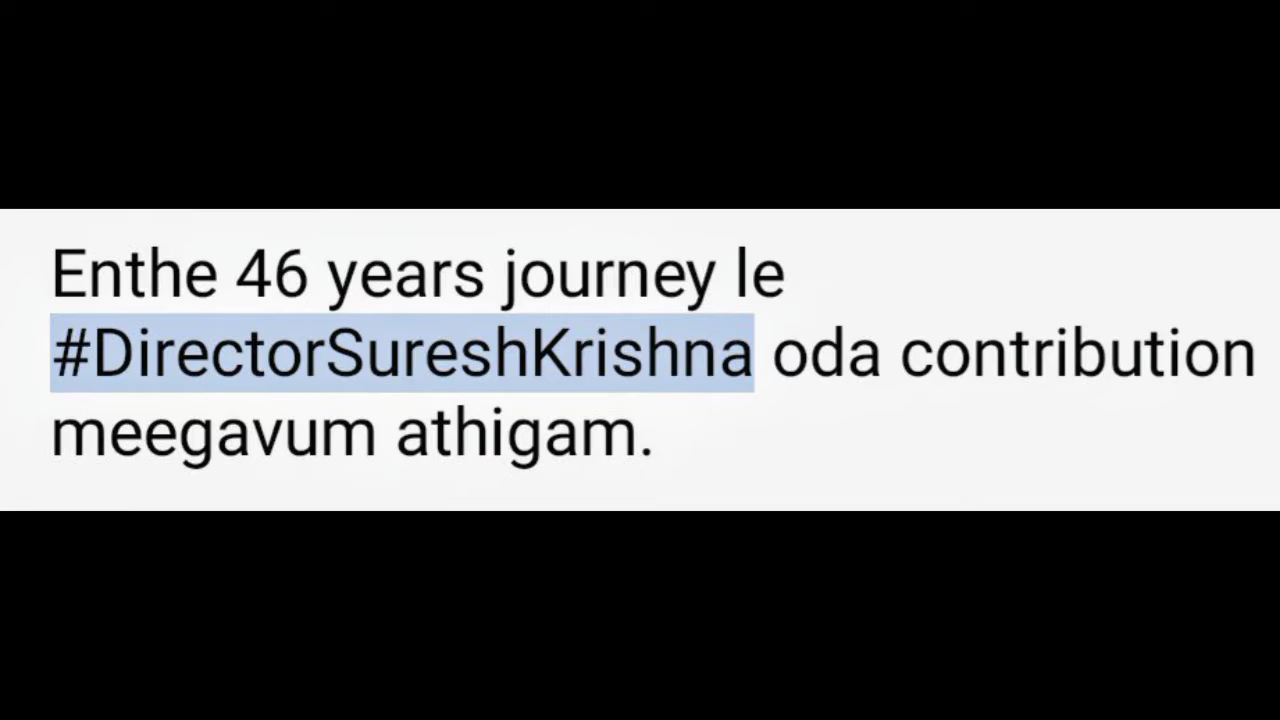 Enthe 46 years journey le
#DirectorSureshKrishna oda contribution
meegavum athigam.